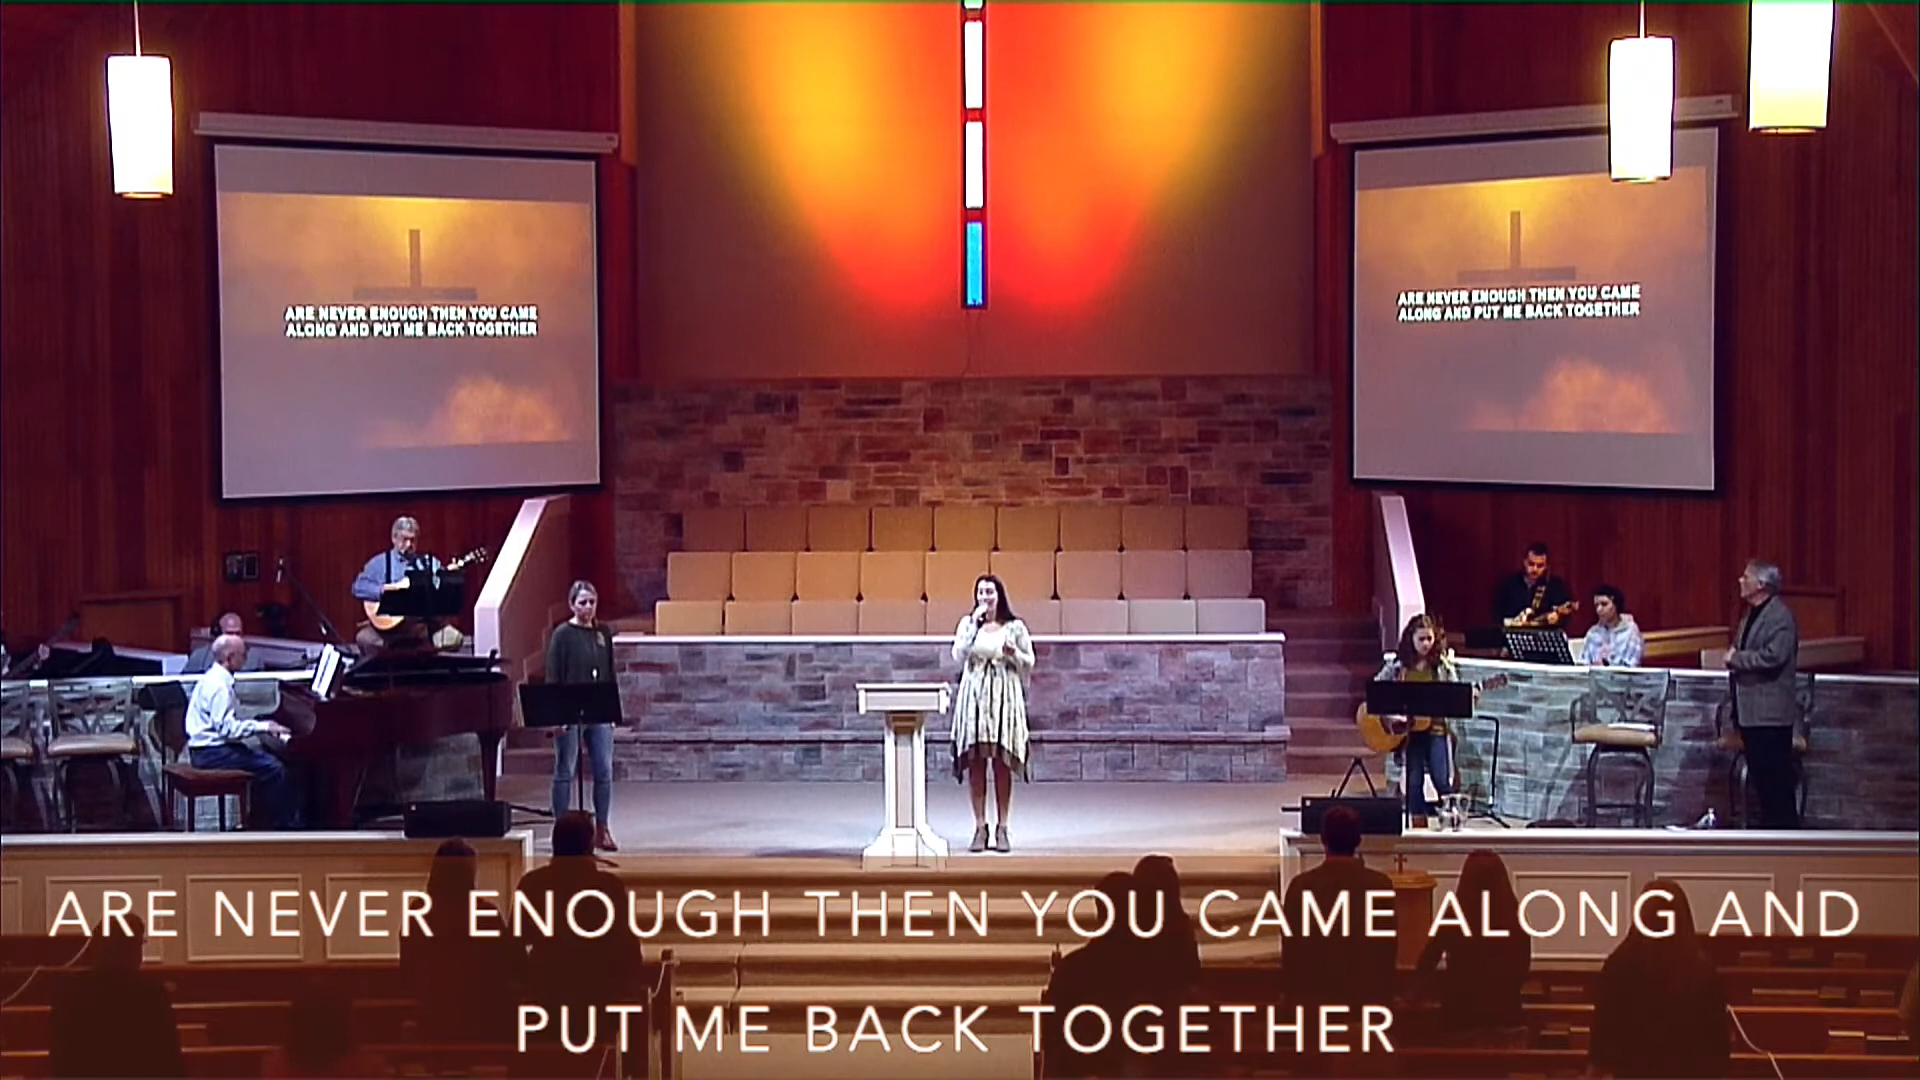 ARE NEVER ENOUGH THEN YOU CAME
ALONG AND PUT ME BACK TOGETHER
ARE NEVER ENOUGH THEN YOU CAME
ALONG AND PUT ME BACK TOGETHER
ARE NEVER ENOUGH THEN YOU CAME ALONG AND
PUT ME BACK TOGETHER